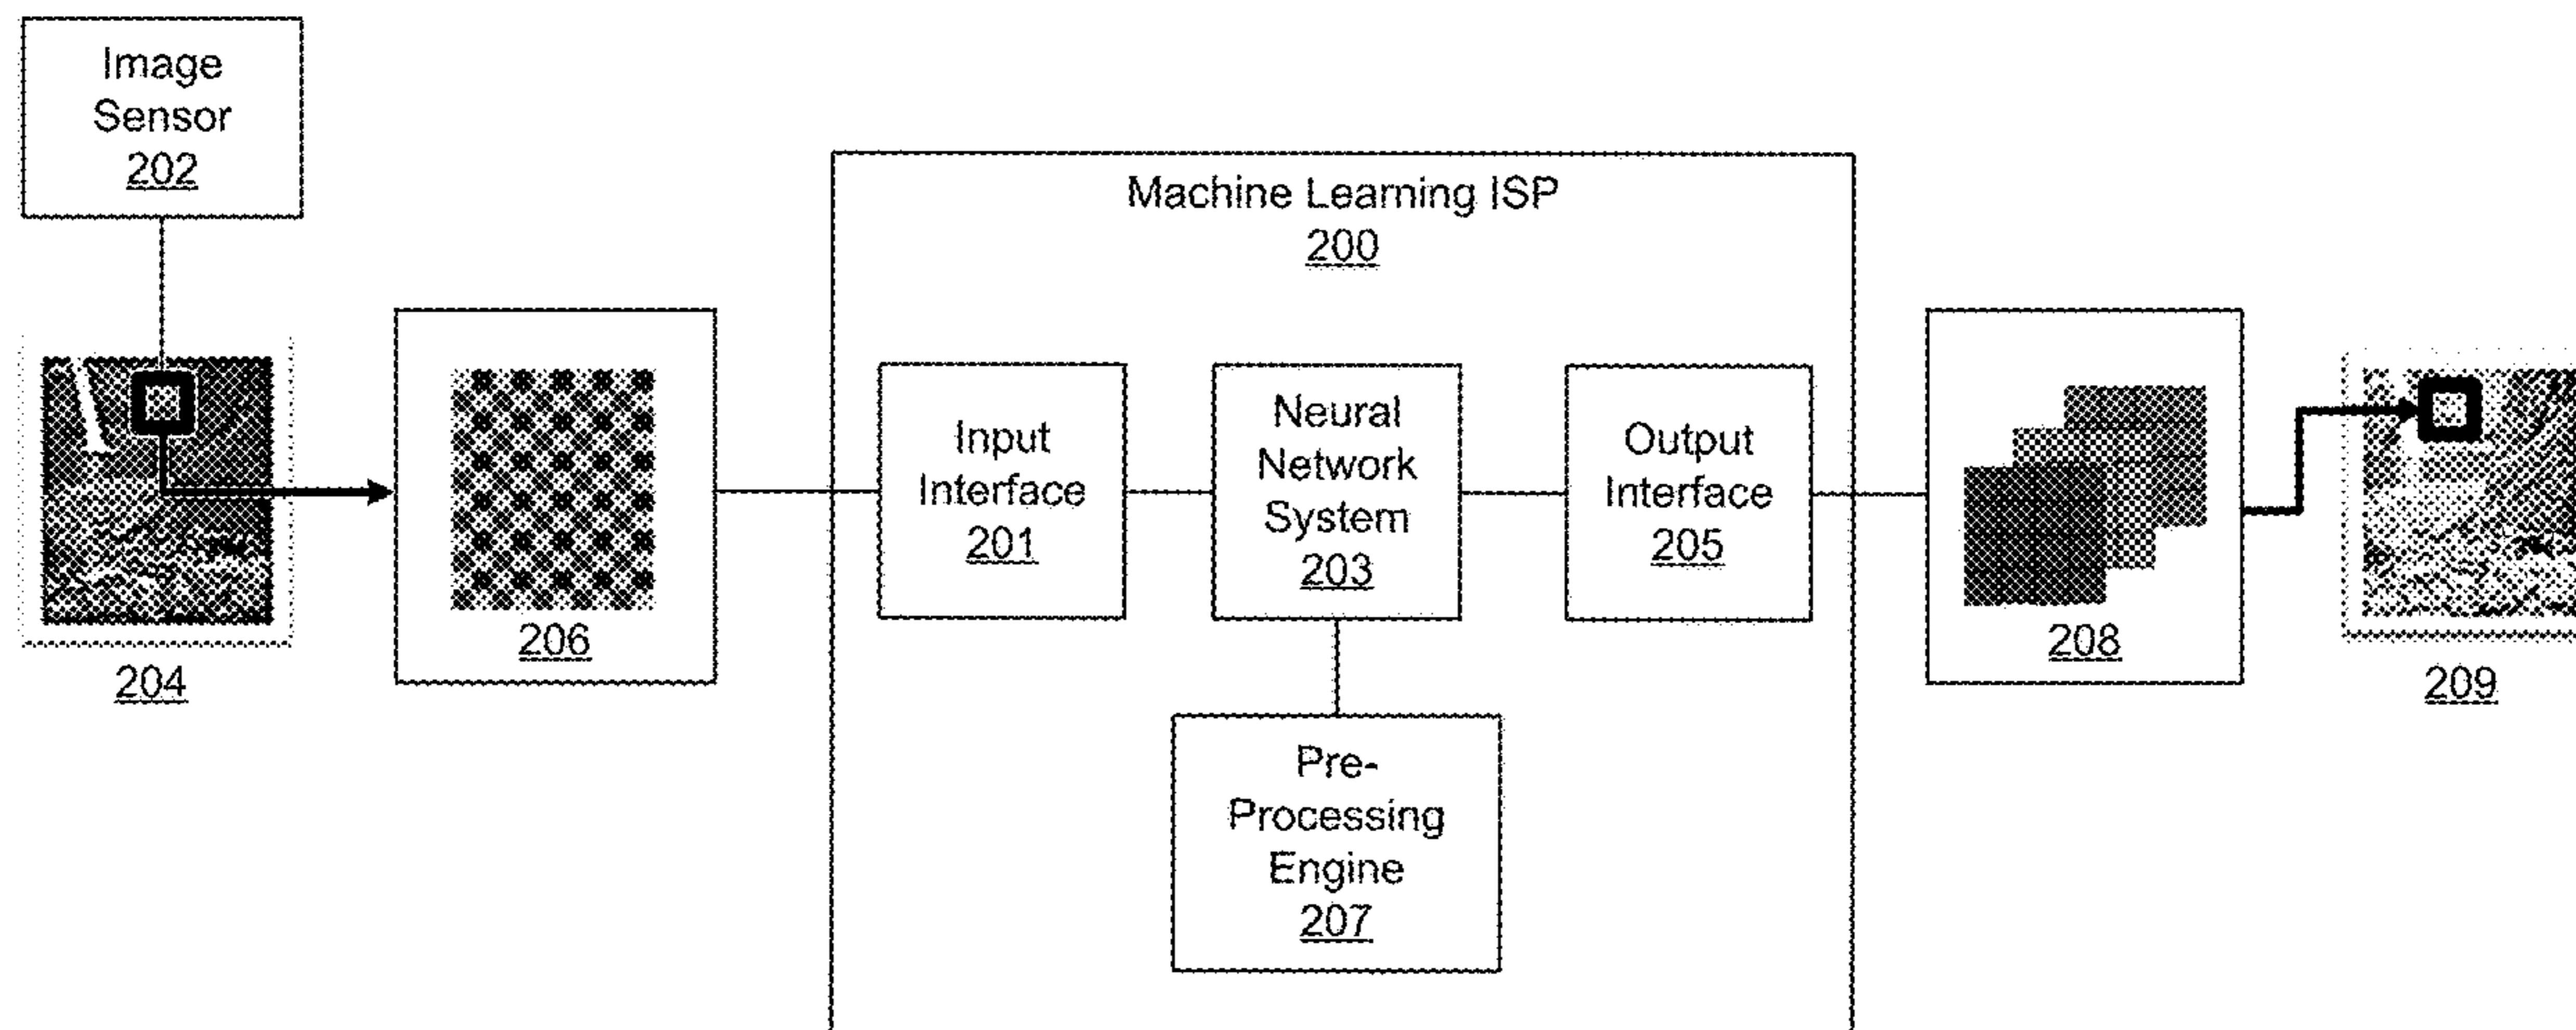 Image
Sensor
202
Machine Learning ISP
200
204
206
Input
Interface
201
Neural
Network
System
203
Output
Interface
205
Pre-
Processing
Engine
207
208
209